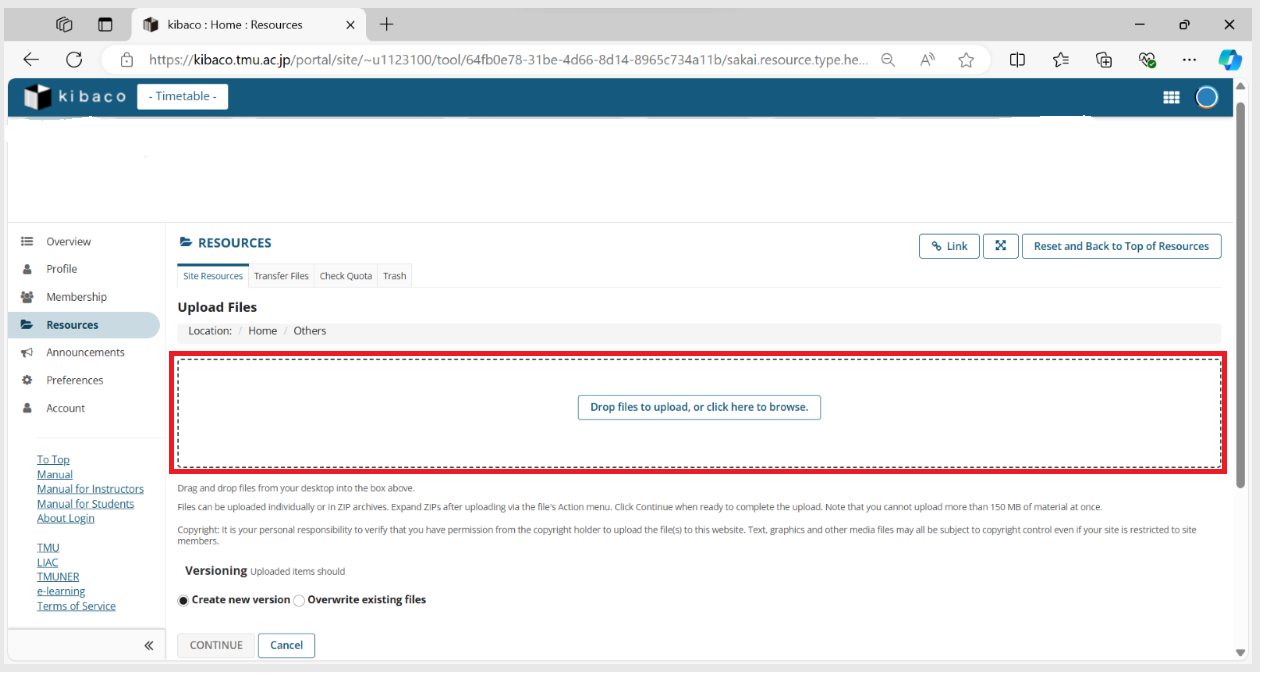 kibaco : Home : Resources
https://kibaco.tmu.ac.jp/portal/site/~u1123100/tool/64fb0e78-31be-4d66-8d14-8965c734a11b/sakai.resource.type.he...
kibaco - Timetable -
Overview
Profile
Membership
Resources
Announcements
Preferences
Account
To Top
Manual
Manual for Instructors
Manual for Students
About Login
TMU
LIAC
TMUNER
e-learning
Terms of Service
RESOURCES
Link
Reset and Back to Top of Resources
Site Resources Transfer Files Check Quota Trash
Upload Files
Location: / Home / Others
Drop files to upload, or click here to browse.
Drag and drop files from your desktop into the box above.
Files can be uploaded individually or in ZIP archives. Expand ZIPs after uploading via the file's Action menu. Click Continue when ready to complete the upload. Note that you cannot upload more than 150 MB of material at once.
Copyright: It is your personal responsibility to verify that you have permission from the copyright holder to upload the file(s) to this website. Text, graphics and other media files may all be subject to copyright control even if your site is restricted to site
members.
Versioning Uploaded items should
Create new version Overwrite existing files
CONTINUE Cancel